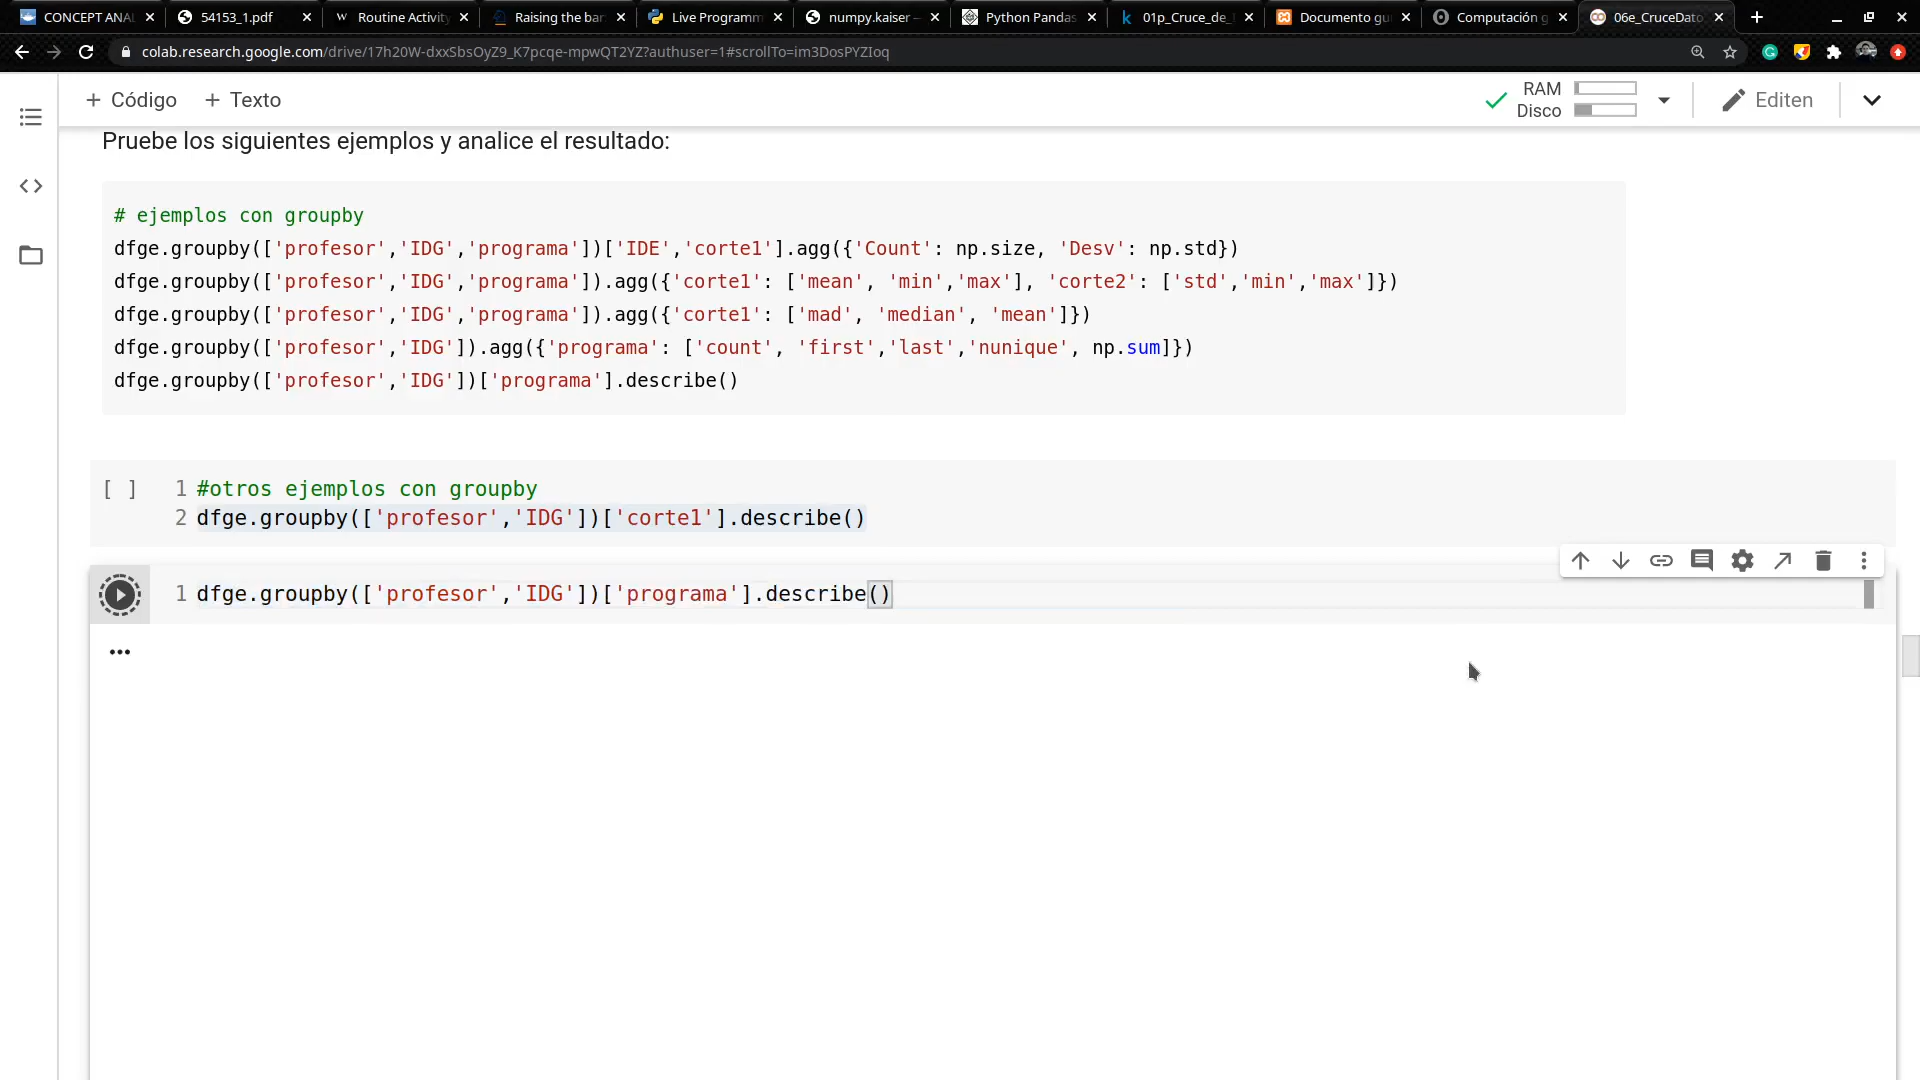 CONCEPT ANAL
54153_1.pdf
Routine Activity
Raising the bar
Live Programm
numpy.kaiser —
Python Pandas
01p_Cruce_de_
Documento gu
Computación g
06e_CruceDato
colab.research.google.com/drive/17h20W-dxxSbsOyZ9_K7pcqe-mpwQT2YZ?authuser=1#scrollTo=im3DosPYZIoq
+ Código + Texto
RAM
Disco
Editen
Pruebe los siguientes ejemplos y analice el resultado:
# ejemplos con groupby
dfge.groupby(['profesor','IDG','programa'])['IDE','corte1'].agg({'Count': np.size, 'Desv': np.std})
dfge.groupby(['profesor','IDG','programa']).agg({'corte1': ['mean', 'min','max'], 'corte2': ['std','min','max']})
dfge.groupby(['profesor','IDG','programa']).agg({'corte1': ['mad', 'median', 'mean']})
dfge.groupby(['profesor','IDG']).agg({'programa': ['count', 'first','last','nunique', np.sum]})
dfge.groupby(['profesor','IDG'])['programa'].describe()
[ ] 1 #otros ejemplos con groupby
2 dfge.groupby(['profesor','IDG'])['corte1'].describe()
1 dfge.groupby(['profesor','IDG'])['programa'].describe()